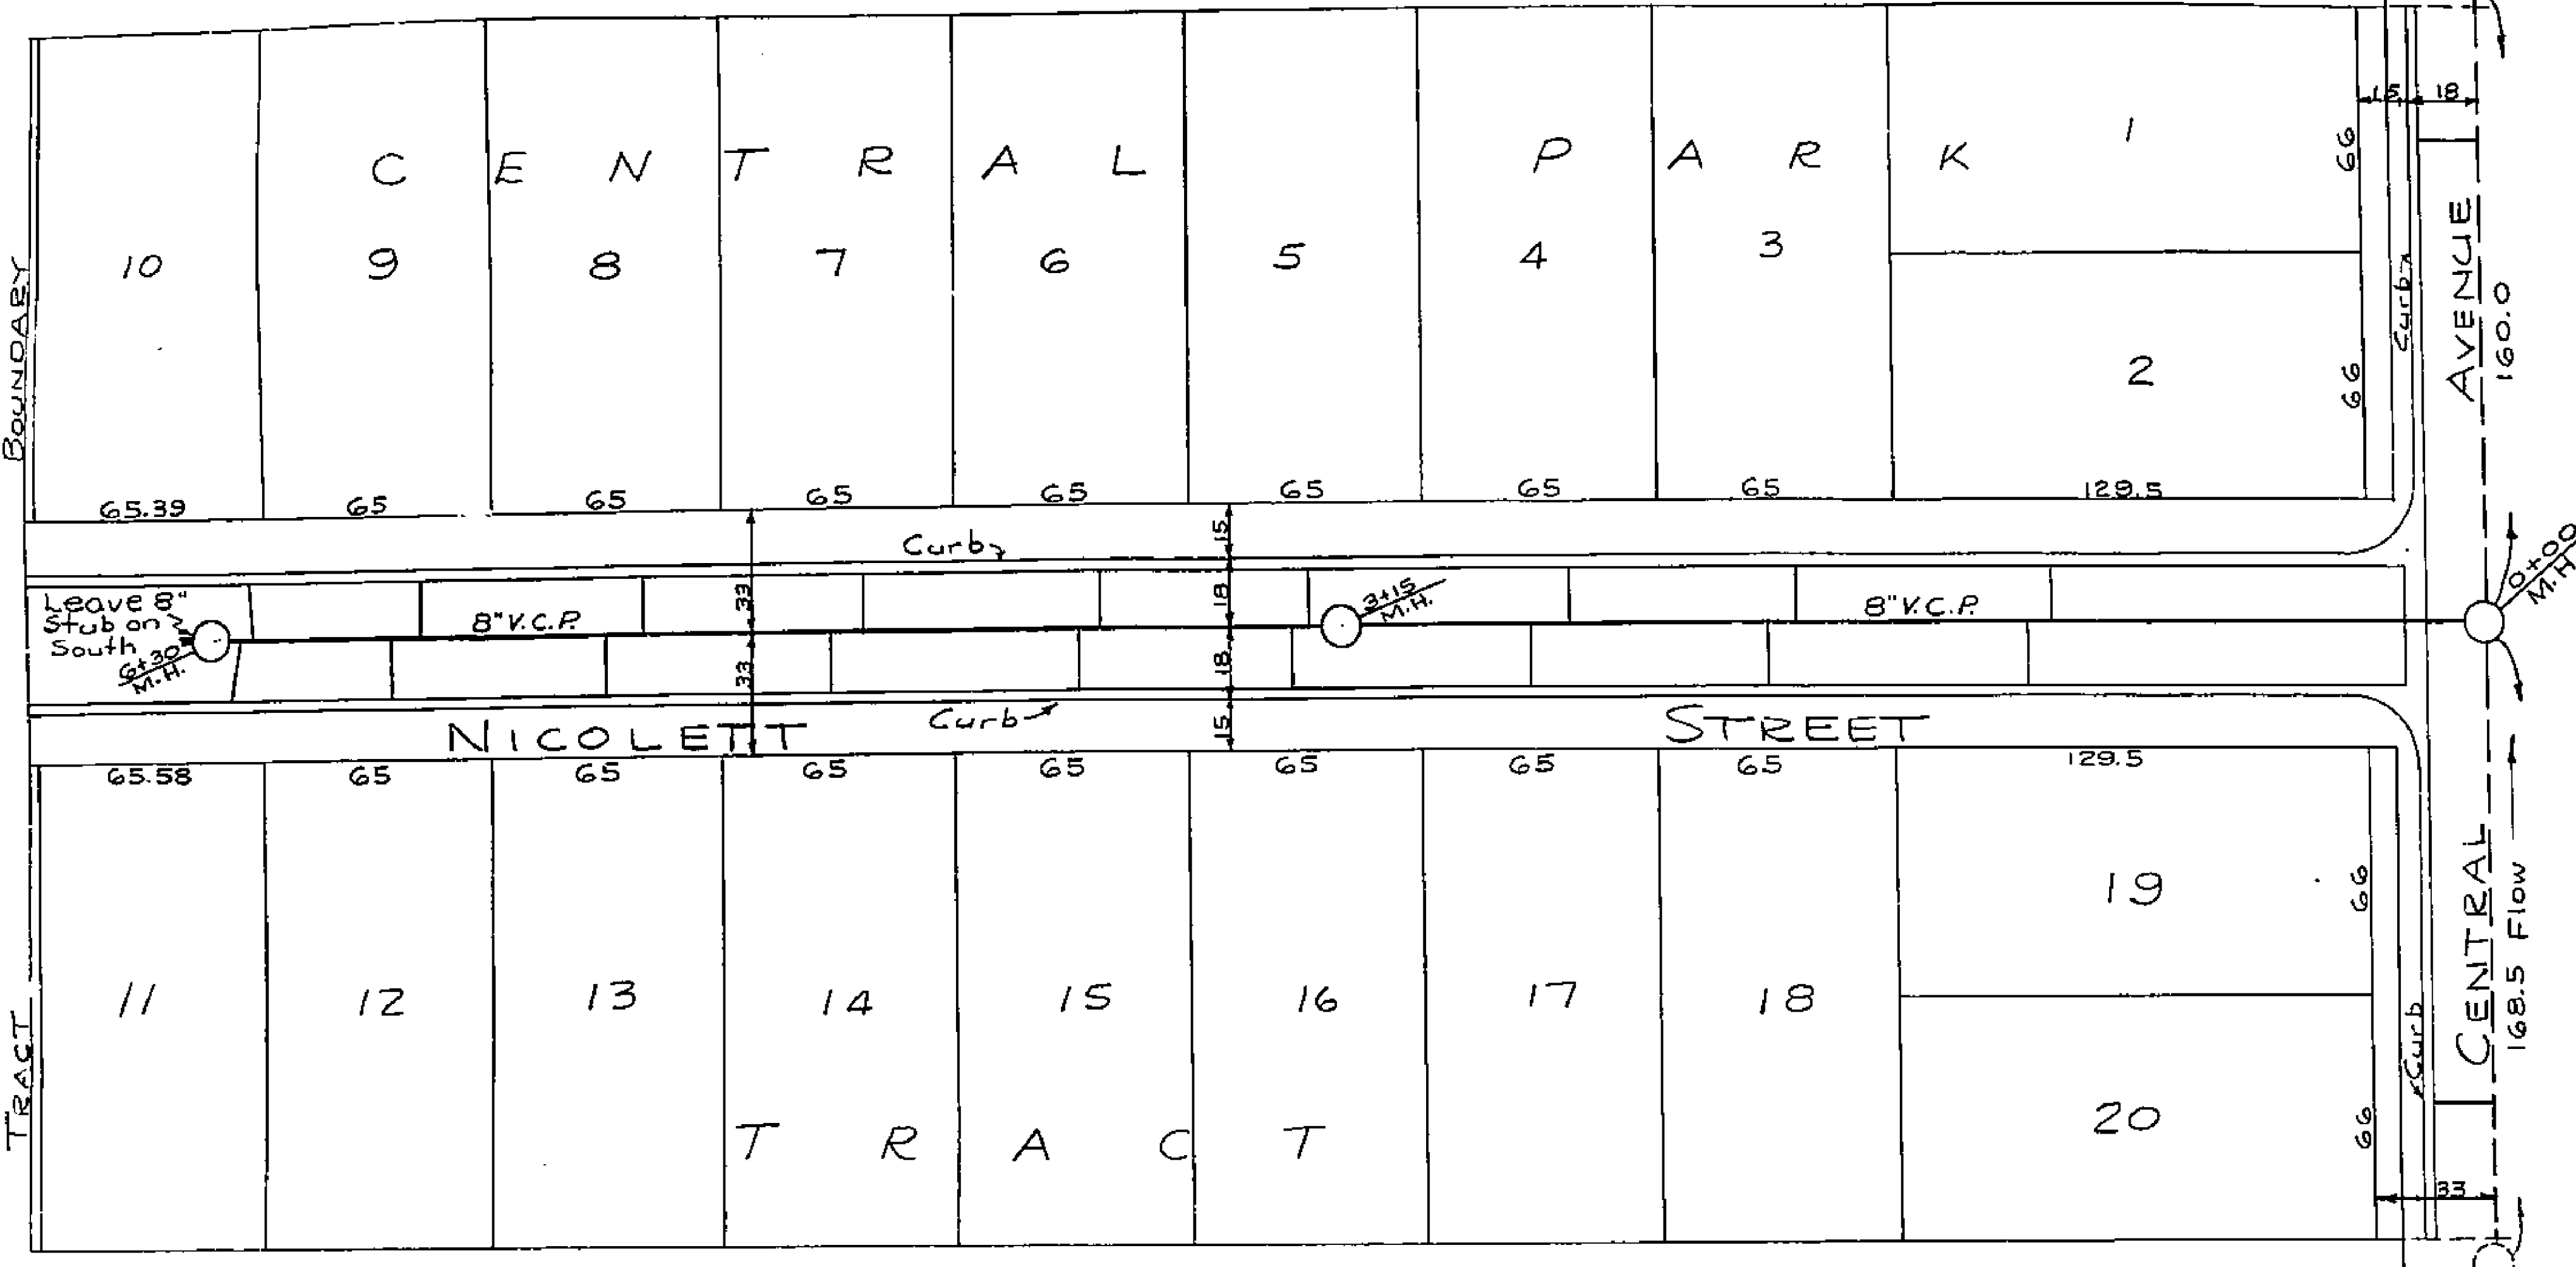 15 18
CENTRAL PARK
1
66
10 9 8 7 6 5 4 3
2
66
BOUNDARY
Curb
AVENUE
160.0
65.39 65 65 65 65 65 65 65 129.5
Curb
15
33
18
Leave 8"
Stub on
South
6+30
M.H.
8" V.C.P.
3+15
M.H.
8" V.C.P.
0+00
M.H.
33
18
15
Curb
NICOLETT STREET
65.58 65 65 65 65 65 65 65 129.5
19
66
11 12 13 14 15 16 17 18
TRACT
Curb
CENTRAL
168.5 Flow
20
66
TRACT
33